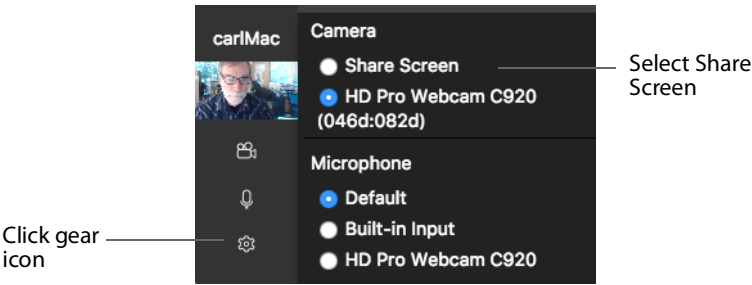 carlMac
Camera
Share Screen
HD Pro Webcam C920
(046d:082d)
Select Share
Screen
Microphone
Default
Built-in Input
HD Pro Webcam C920
Click gear
icon